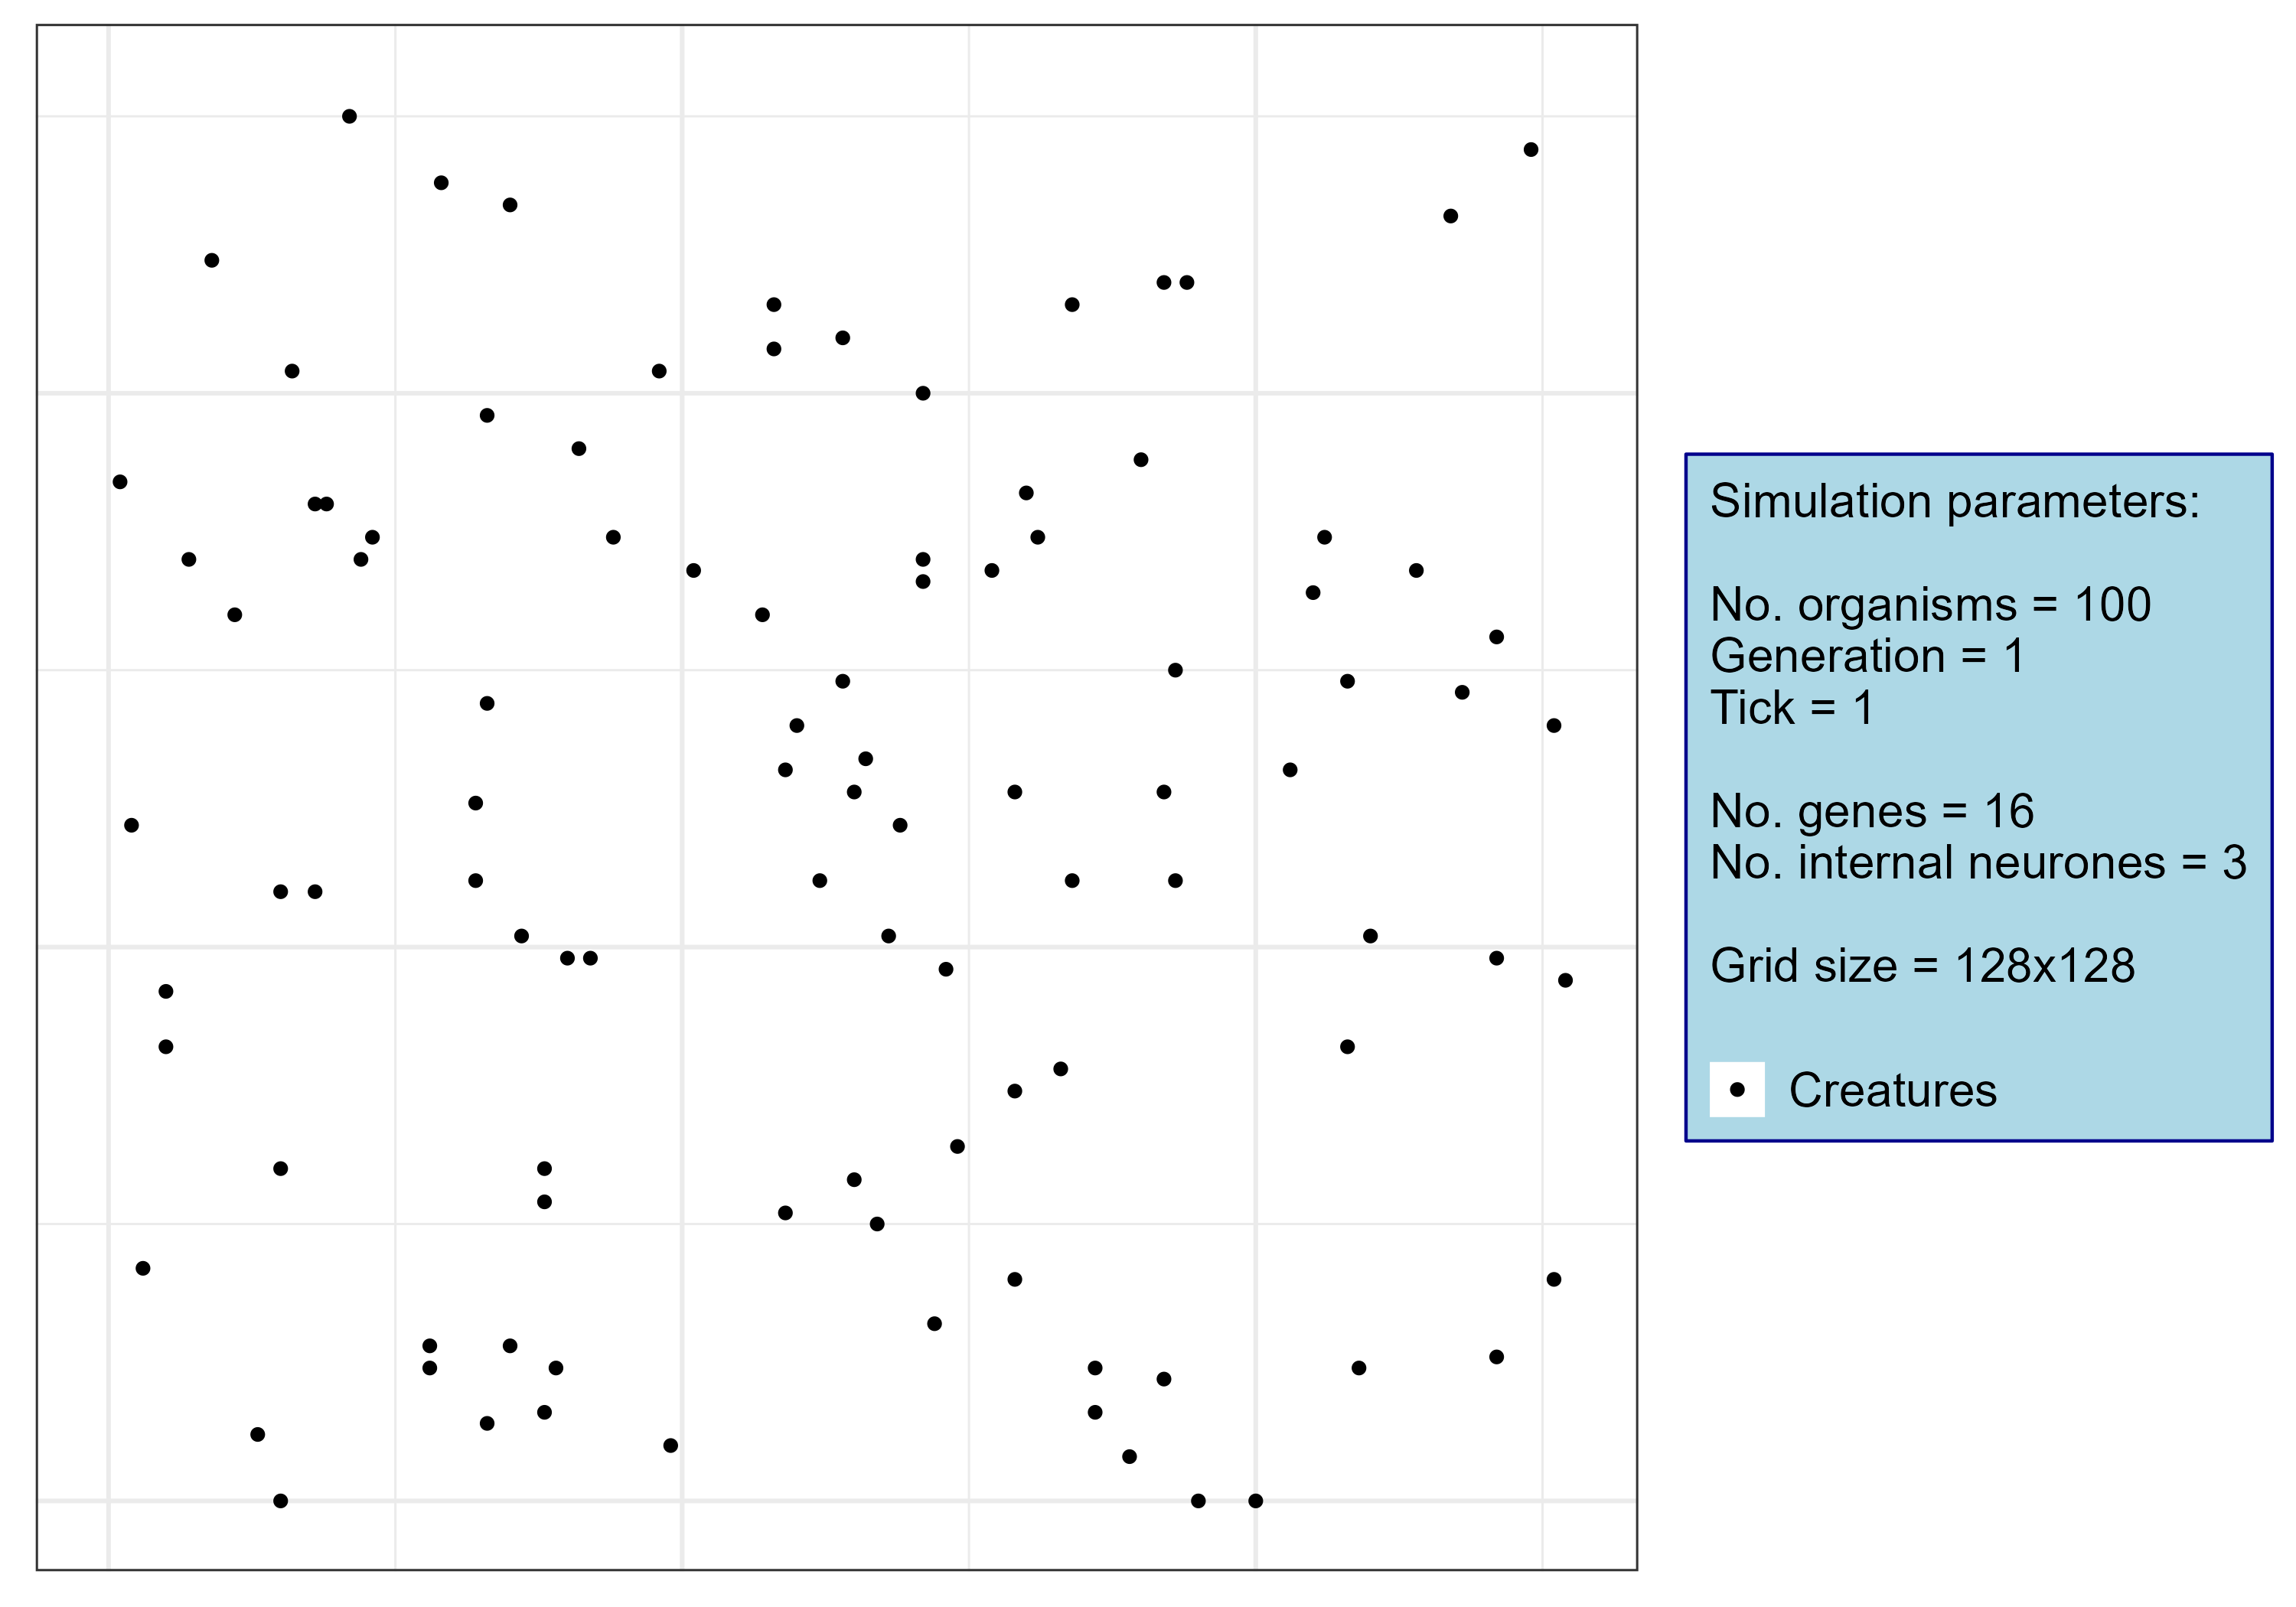 Simulation parameters:
No. organisms = 100
Generation = 1
Tick = 1
No. genes = 16
No. internal neurones = 3
Grid size = 128x128
Creatures